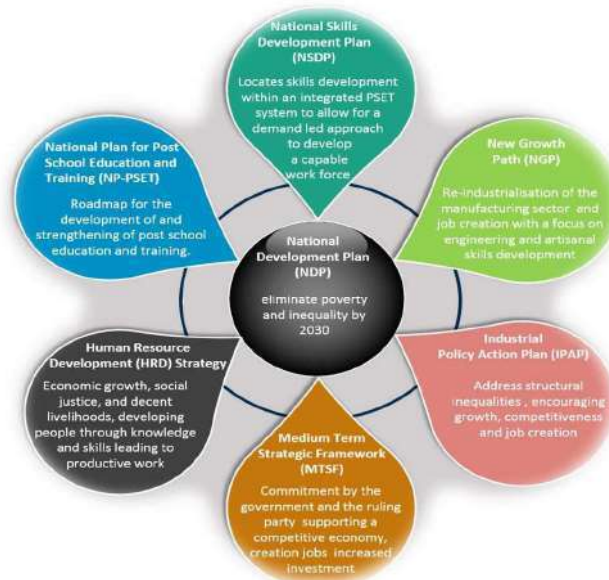 National Skills
Development Plan
(NSDP)
Locates skills development
within an integrated PSET
system to allow for a
demand led approach
to develop
a capable
work force
New Growth
Path (NGP)
Re-industrialisation of the
manufacturing sector and
job creation with a focus on
engineering and artisanal
skills development
Industrial
Policy Action Plan (IPAP)
Address structural
inequalities , encouraging
growth, competitiveness
and job creation
Medium Term
Strategic Framework
(MTSF)
Commitment by the
government and the ruling
party supporting a
competitive economy,
creation jobs increased
investment
Human Resource
Development (HRD) Strategy
Economic growth, social
justice, and decent
livelihoods, developing
people through knowledge
and skills leading to
productive work
National Plan for Post
School Education and
Training (NP-PSET)
Roadmap for the
development of and
strengthening of post school
education and training.
National
Development Plan
(NDP)
eliminate poverty
and inequality by
2030